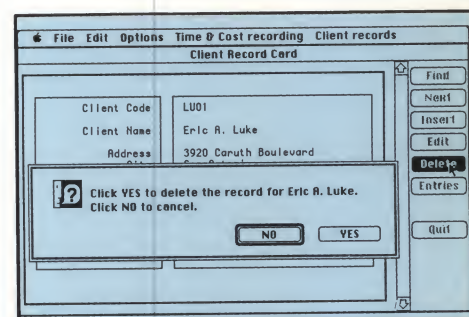 File Edit Options Time & Cost recording Client records
Client Record Card
Client Code LU01
Client Name Eric A. Luke
Address 3920 Caruth Boulevard
Click YES to delete the record for Eric A. Luke.
Click NO to cancel.
NO YES
Find
Next
Insert
Edit
Delete
Entries
Quit